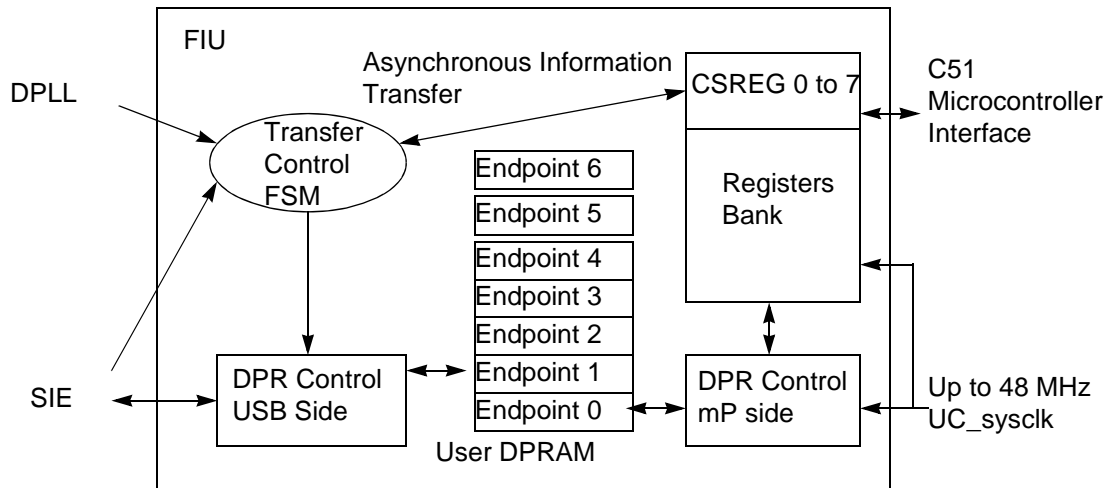 FIU
DPLL
Asynchronous Information
Transfer
CSREG 0 to 7
C51
Microcontroller
Interface
Transfer
Control
FSM
Endpoint 6
Endpoint 5
Endpoint 4
Endpoint 3
Endpoint 2
Endpoint 1
Endpoint 0
Registers
Bank
SIE
DPR Control
USB Side
User DPRAM
DPR Control
mP side
Up to 48 MHz
UC_sysclk